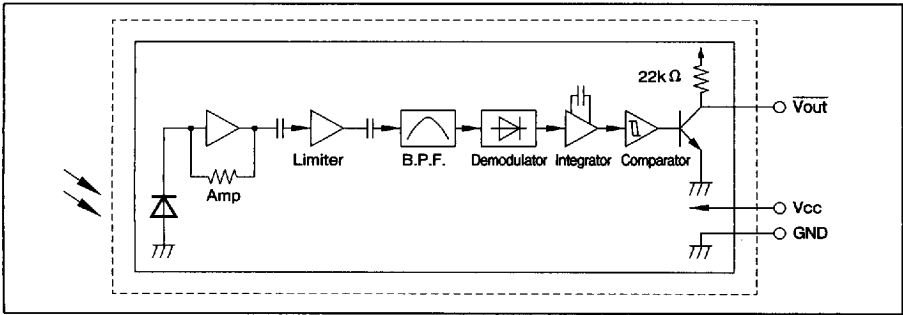 22kΩ
Vout
Limiter
B.P.F.
Demodulator
Integrator
Comparator
Amp
Vcc
GND